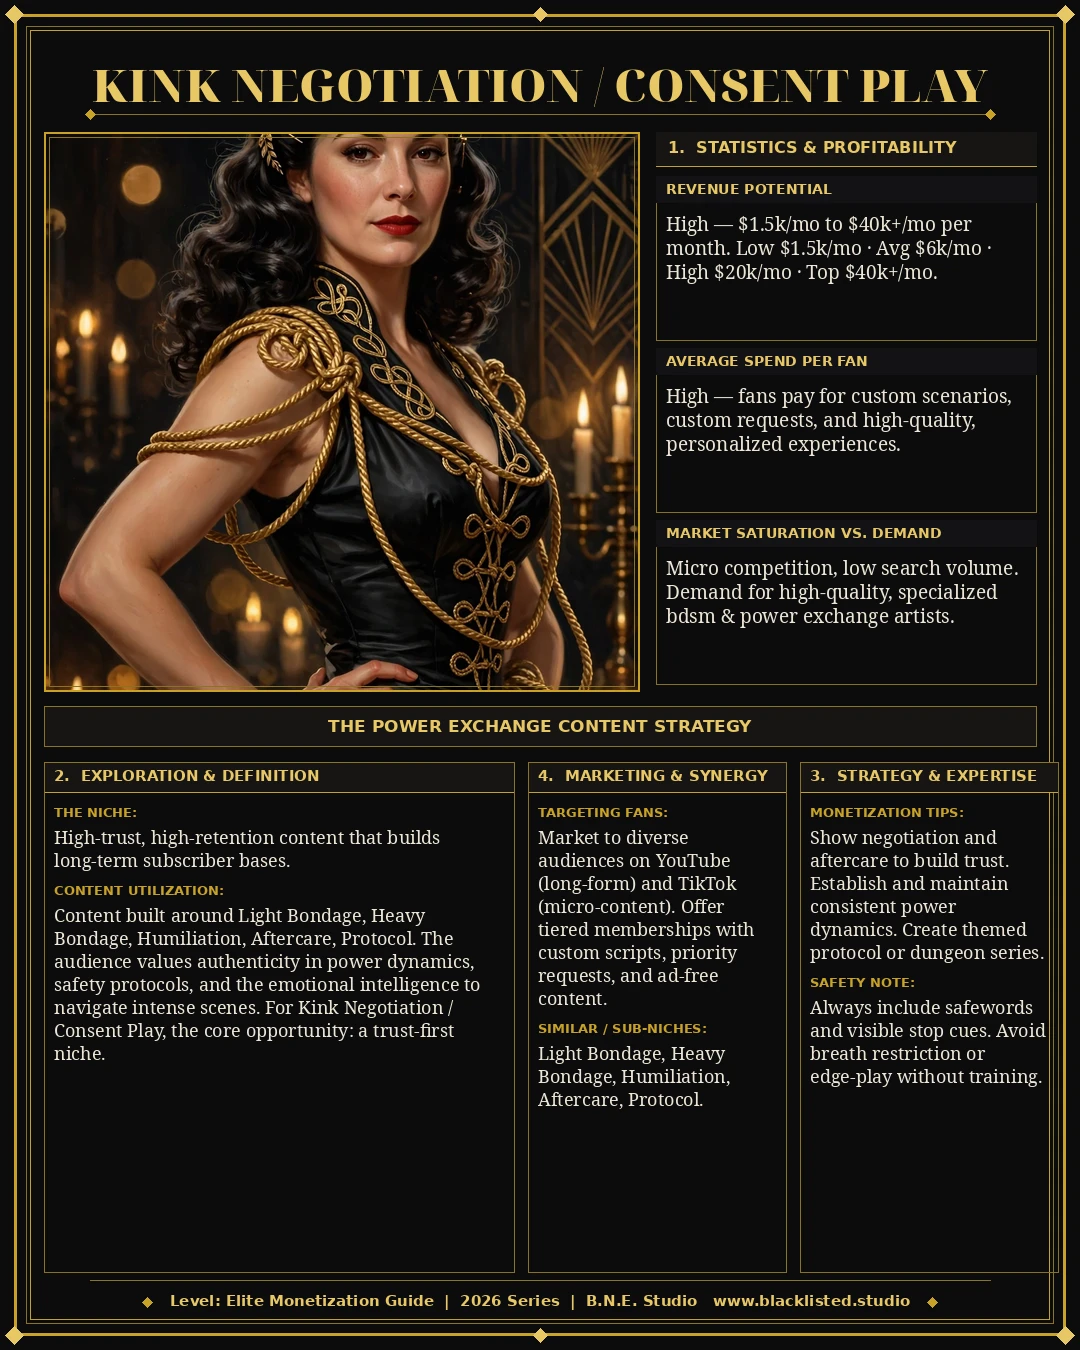 KINK NEGOTIATION / CONSENT PLAY
1. STATISTICS & PROFITABILITY
REVENUE POTENTIAL
High — $1.5k/mo to $40k+/mo per
month. Low $1.5k/mo · Avg $6k/mo ·
High $20k/mo · Top $40k+/mo.
AVERAGE SPEND PER FAN
High — fans pay for custom scenarios,
custom requests, and high-quality,
personalized experiences.
MARKET SATURATION VS. DEMAND
Micro competition, low search volume.
Demand for high-quality, specialized
bdsm & power exchange artists.
THE POWER EXCHANGE CONTENT STRATEGY
2. EXPLORATION & DEFINITION
THE NICHE:
High-trust, high-retention content that builds
long-term subscriber bases.
CONTENT UTILIZATION:
Content built around Light Bondage, Heavy
Bondage, Humiliation, Aftercare, Protocol. The
audience values authenticity in power dynamics,
safety protocols, and the emotional intelligence to
navigate intense scenes. For Kink Negotiation /
Consent Play, the core opportunity: a trust-first
niche.
4. MARKETING & SYNERGY
TARGETING FANS:
Market to diverse
audiences on YouTube
(long-form) and TikTok
(micro-content). Offer
tiered memberships with
custom scripts, priority
requests, and ad-free
content.
SIMILAR / SUB-NICHES:
Light Bondage, Heavy
Bondage, Humiliation,
Aftercare, Protocol.
3. STRATEGY & EXPERTISE
MONETIZATION TIPS:
Show negotiation and
aftercare to build trust.
Establish and maintain
consistent power
dynamics. Create themed
protocol or dungeon series.
SAFETY NOTE:
Always include safewords
and visible stop cues. Avoid
breath restriction or
edge-play without training.
Level: Elite Monetization Guide | 2026 Series | B.N.E. Studio www.blacklisted.studio